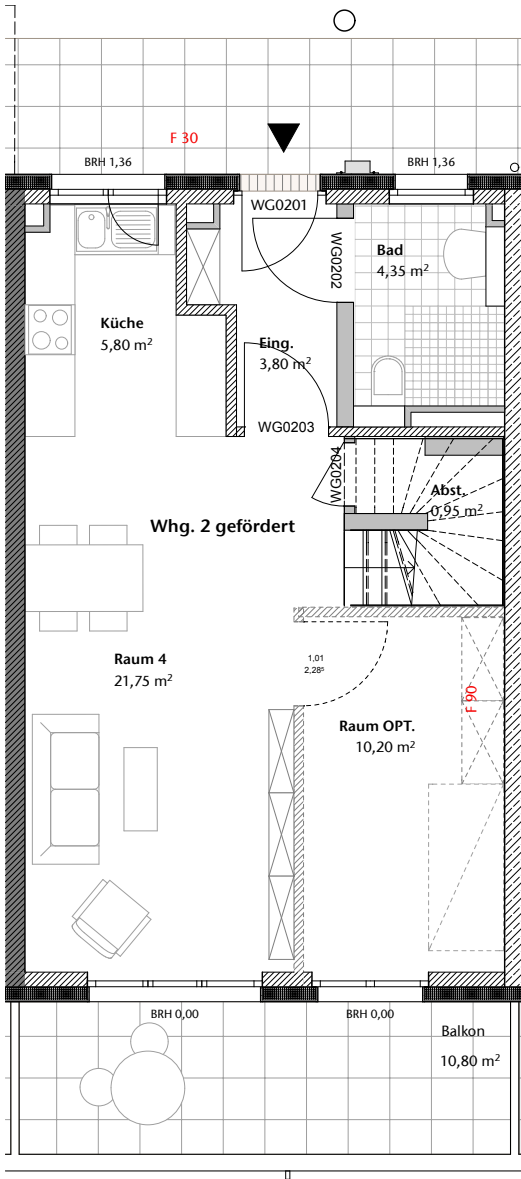 F 30
BRH 1,36
BRH 1,36
WG0201
WG0202
Bad
4,35 m²
Küche
5,80 m²
Eing.
3,80 m²
WG0203
WG0204
Abst.
0,95 m²
Whg. 2 gefördert
Raum 4
21,75 m²
1,01
2,28⁵
F 90
Raum OPT.
10,20 m²
BRH 0,00
BRH 0,00
Balkon
10,80 m²